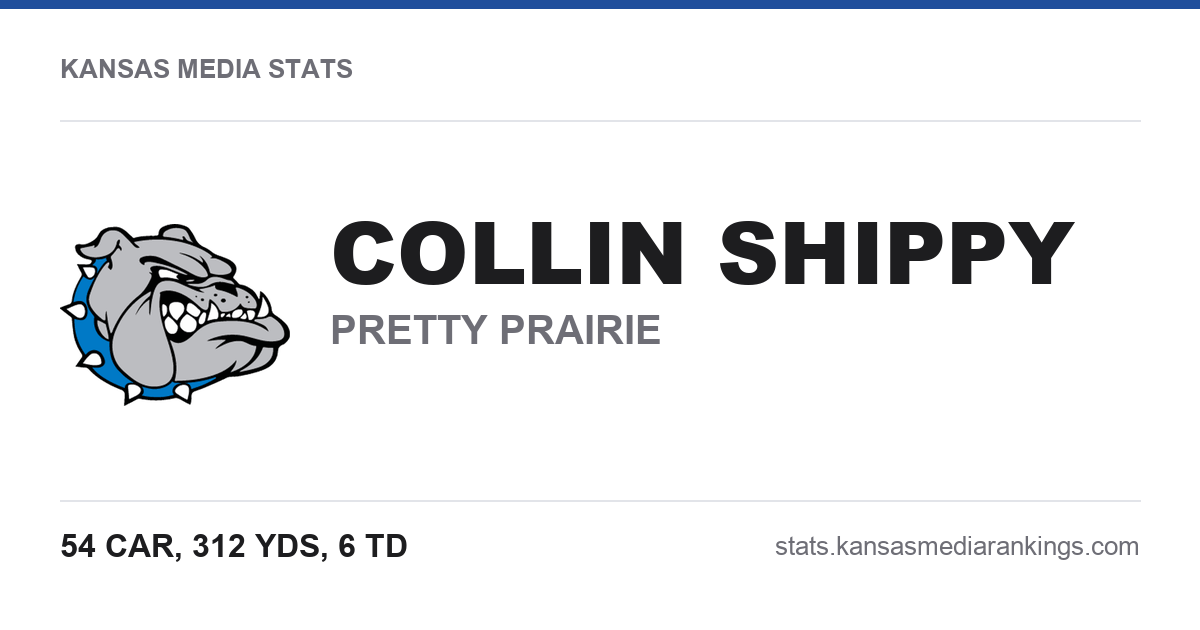 KANSAS MEDIA STATS
COLLIN SHIPPY
PRETTY PRAIRIE
54 CAR, 312 YDS, 6 TD
stats.kansasmediarankings.com